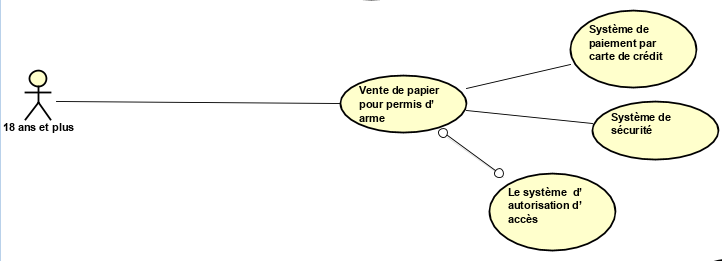 Système de
paiement par
carte de crédit
Vente de papier
pour permis d'
arme
Système de
sécurité
18 ans et plus
Le système  d'
autorisation d'
accès